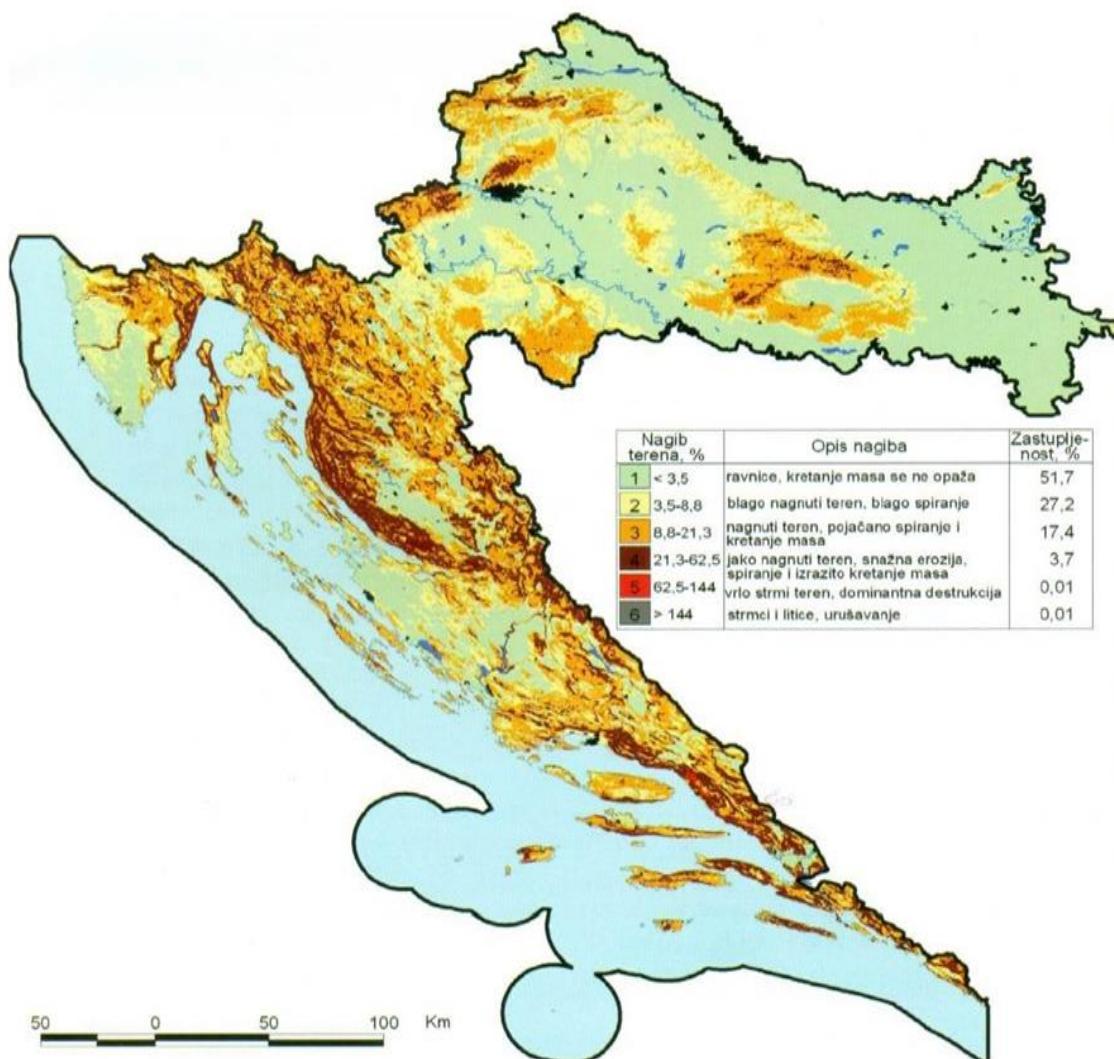 Nagib terena, % Opis nagiba Zastuplje-nost, %
1 < 3,5 ravnice, kretanje masa se no opaža 51,7
2 3,5-8,8 blago nagnuti teren, blago spiranje 27,2
3 8,8-21,3 nagnuti teren, pojačano spiranje i kretanje masa 17,4
4 21,3-62,5 jako nagnuti teren, snažna erozija, spiranje i izrazito kretanje masa 3,7
5 62,5-144 vrlo strmi teren, dominantna destrukcija 0,01
6 > 144 strmci i litice, urušavanje 0,01
50 0 50 100 Km